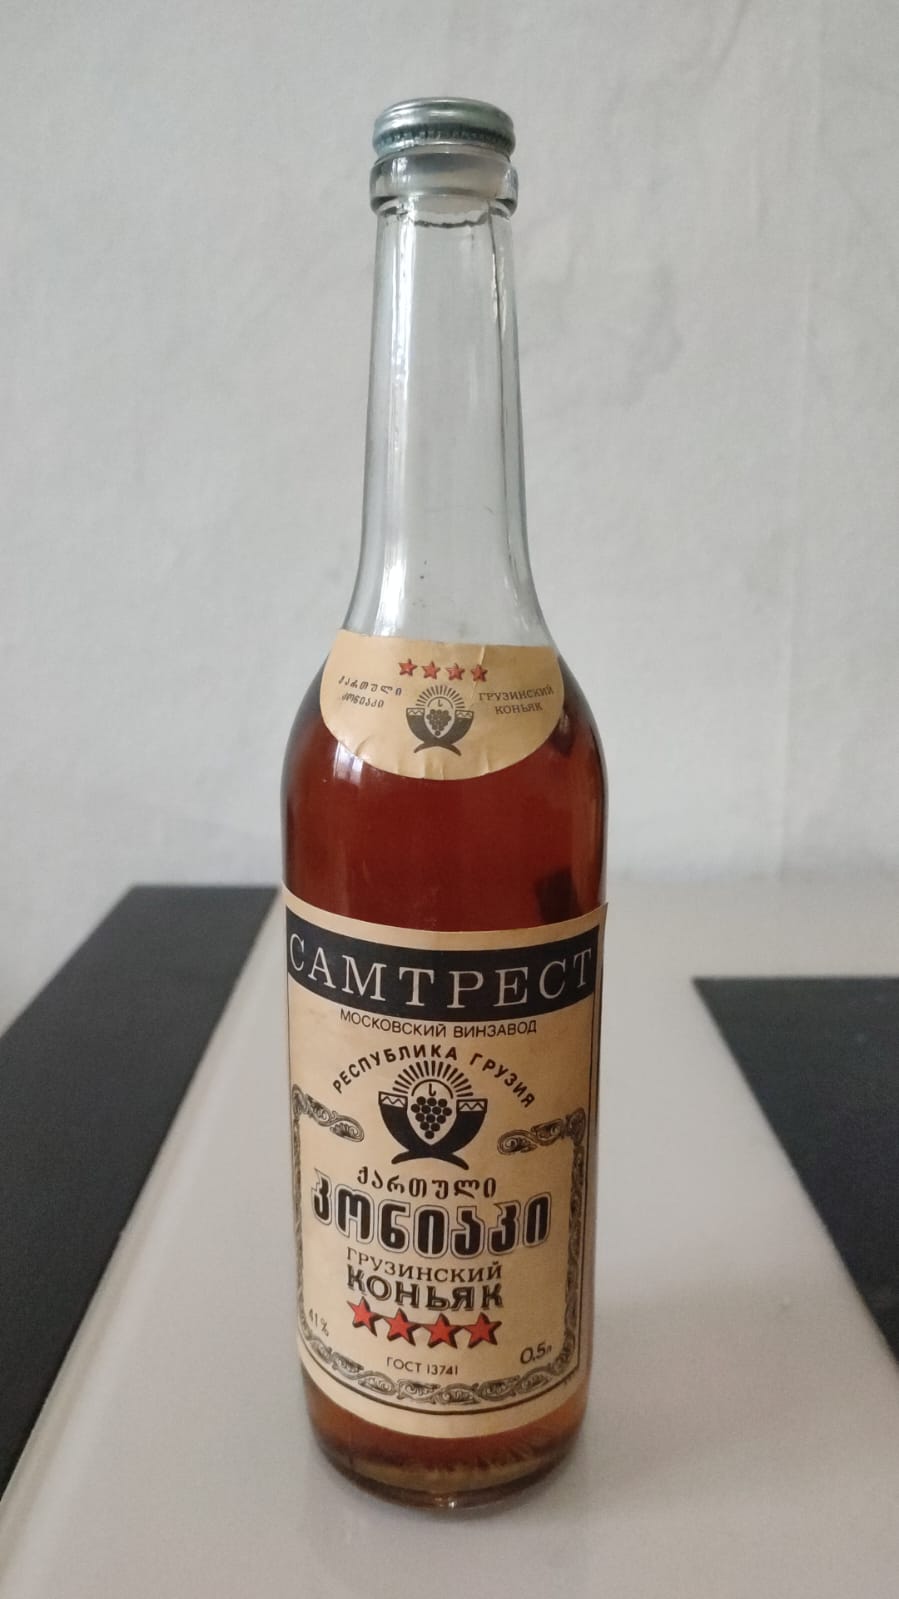 ქართული
კონიაკი
ს
ГРУЗИНСКИЙ
КОНЬЯК
САМТРЕСТ
МОСКОВСКИЙ ВИНЗАВОД
РЕСПУБЛИКА ГРУЗИЯ
ს
ქართული
კონიაკი
ГРУЗИНСКИЙ
КОНЬЯК
41%
ГОСТ 13741
0,5л